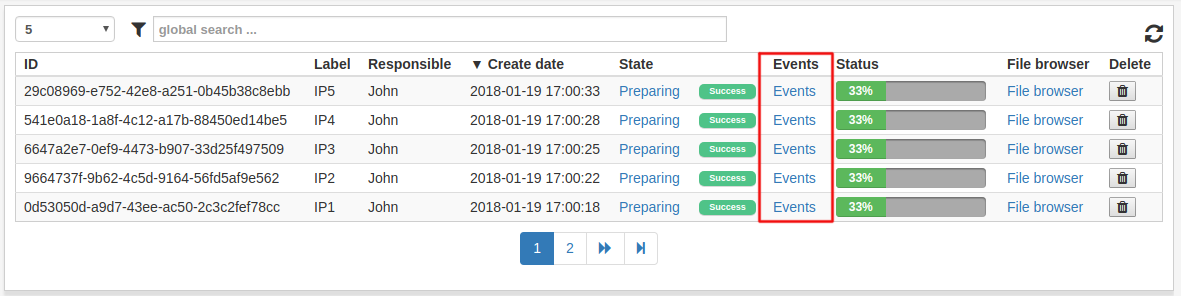 5 global search ...
ID Label Responsible ▼ Create date State Events Status File browser Delete
29c08969-e752-42e8-a251-0b45b38c8ebb IP5 John 2018-01-19 17:00:33 Preparing Success Events 33% File browser
541e0a18-1a8f-4c12-a17b-88450ed14be5 IP4 John 2018-01-19 17:00:28 Preparing Success Events 33% File browser
6647a2e7-0ef9-4473-b907-33d25f497509 IP3 John 2018-01-19 17:00:25 Preparing Success Events 33% File browser
9664737f-9b62-4c5d-9164-56fd5af9e562 IP2 John 2018-01-19 17:00:22 Preparing Success Events 33% File browser
0d53050d-a9d7-43ee-ac50-2c3c2fef78cc IP1 John 2018-01-19 17:00:18 Preparing Success Events 33% File browser
1 2